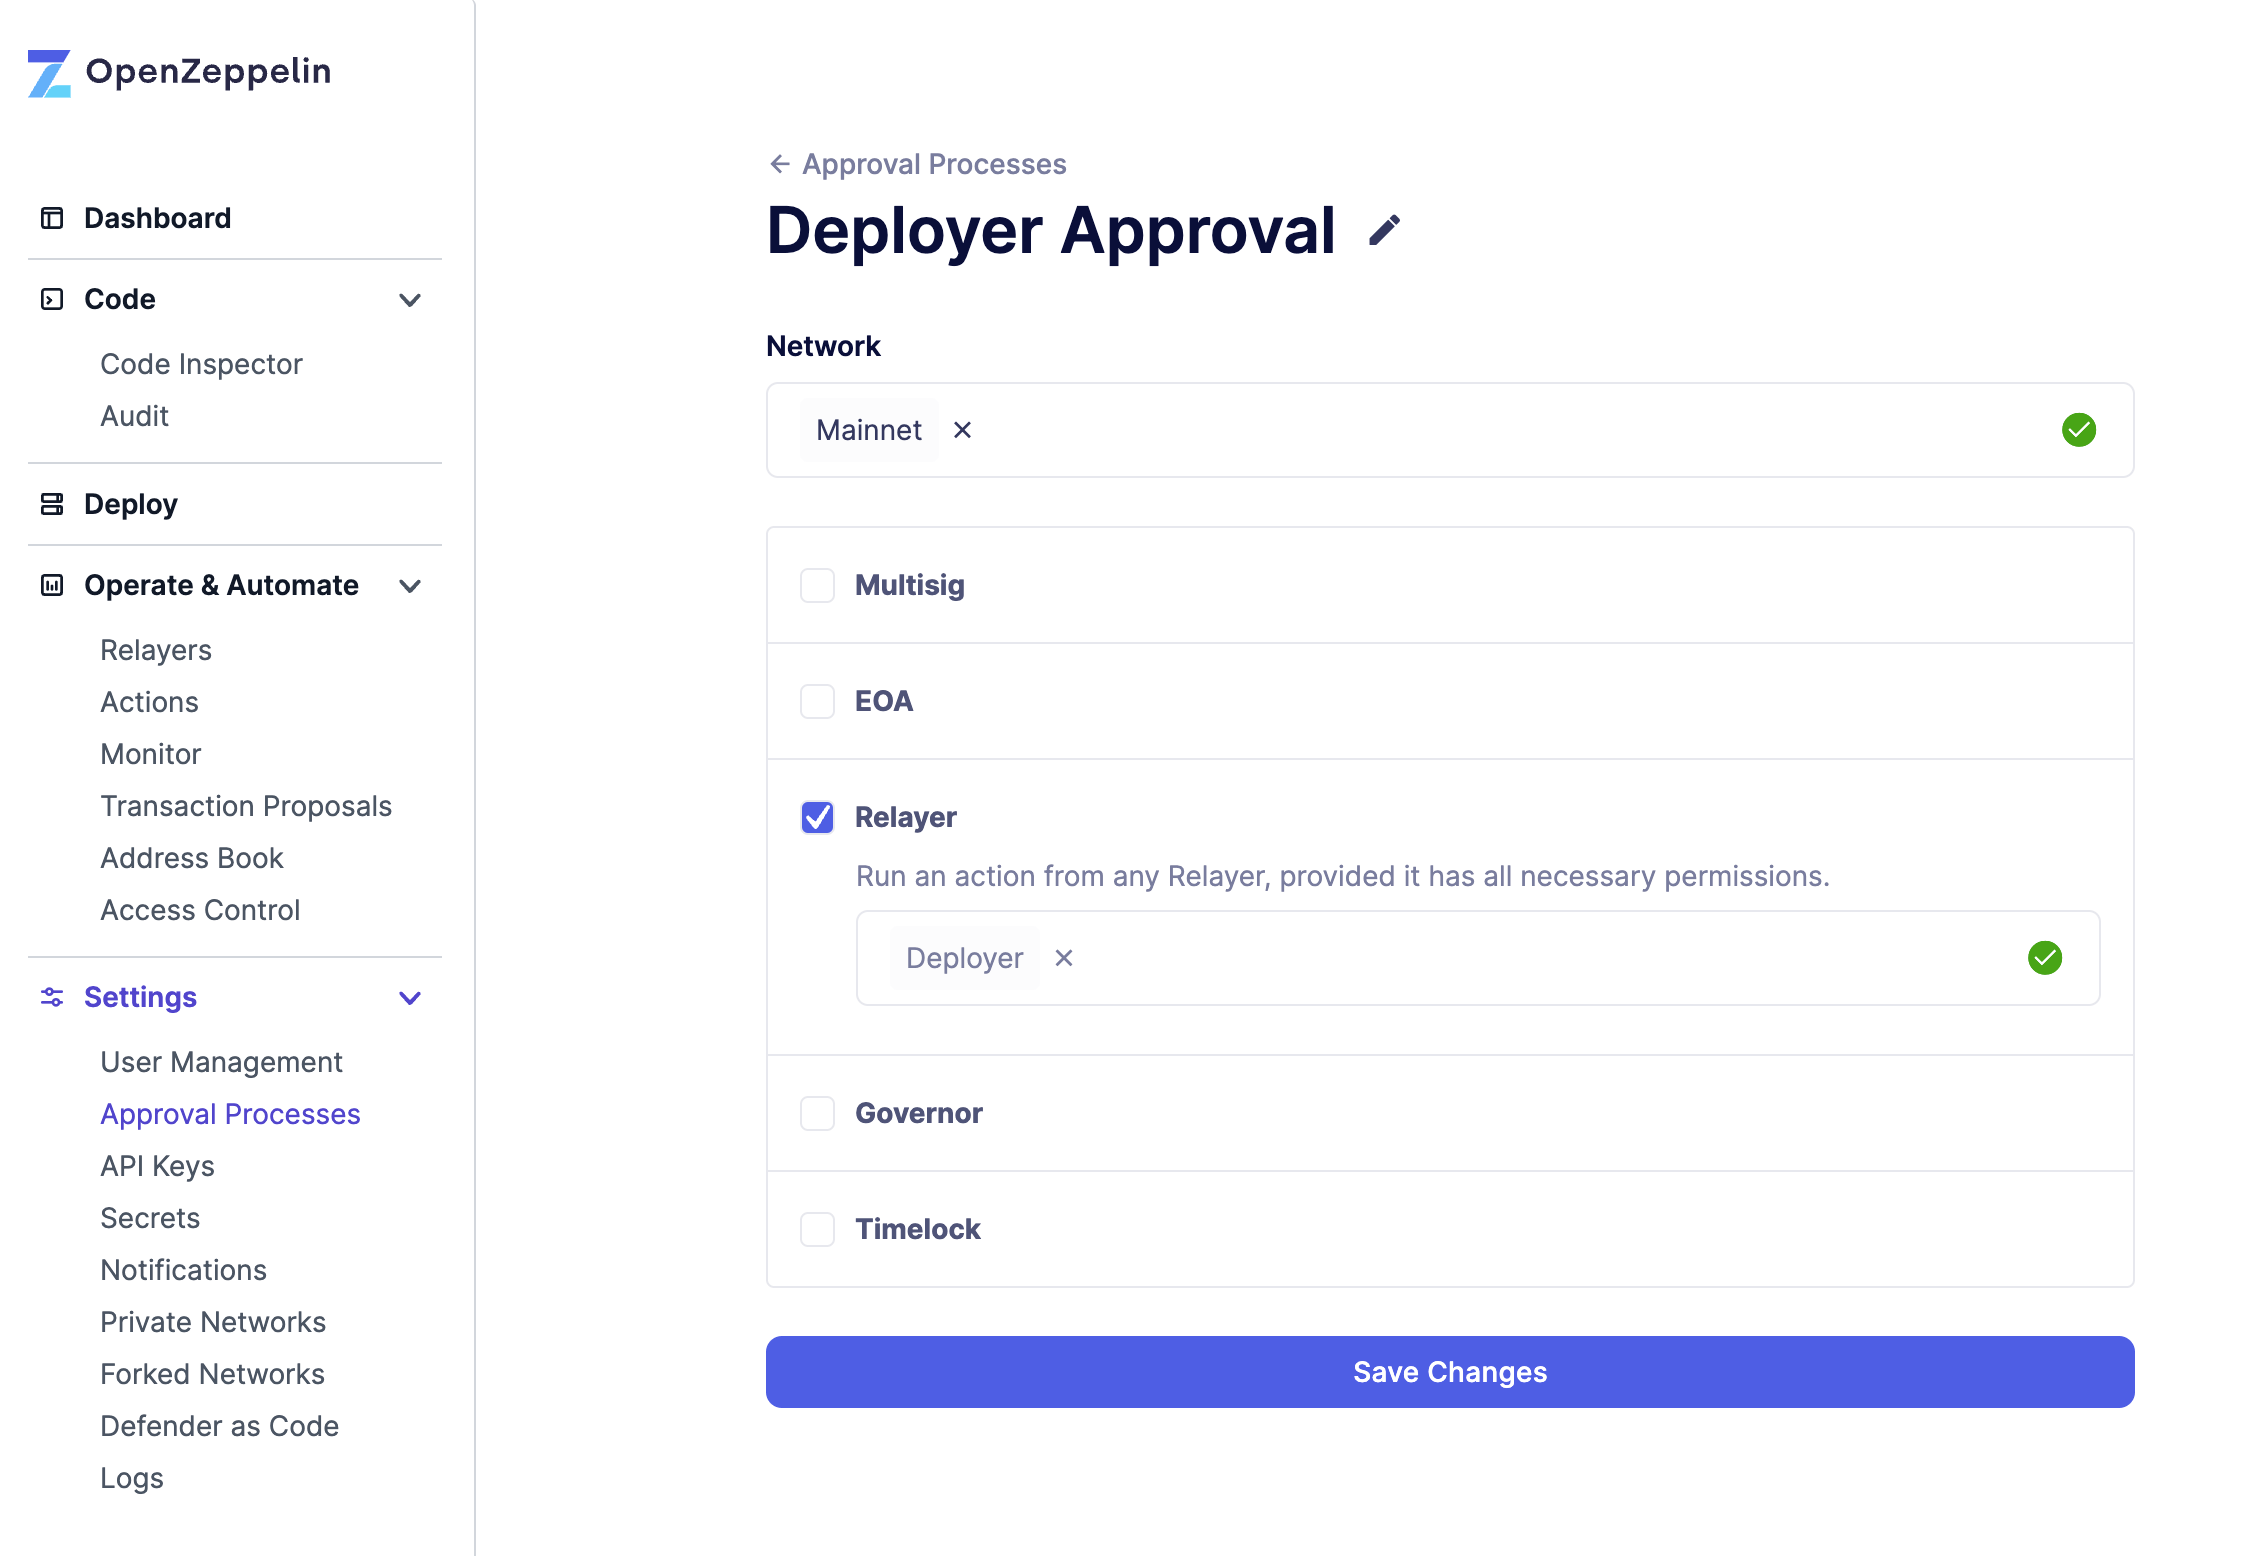 OpenZeppelin
Dashboard
Code
Code Inspector
Audit
Deploy
Operate & Automate
Relayers
Actions
Monitor
Transaction Proposals
Address Book
Access Control
Settings
User Management
Approval Processes
API Keys
Secrets
Notifications
Private Networks
Forked Networks
Defender as Code
Logs
← Approval Processes
Deployer Approval
Network
Mainnet ×
Multisig
EOA
Relayer
Run an action from any Relayer, provided it has all necessary permissions.
Deployer ×
Governor
Timelock
Save Changes